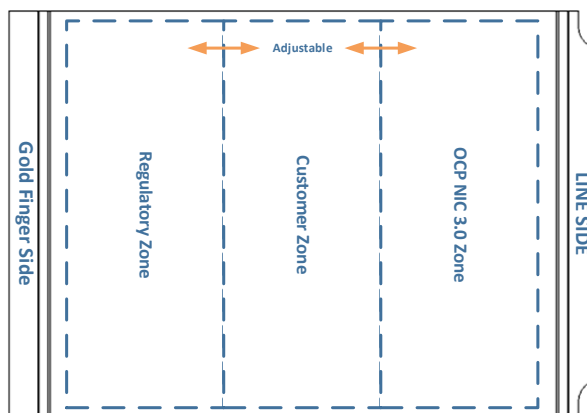 Adjustable
Gold Finger Side
Regulatory Zone
Customer Zone
OCP NIC 3.0 Zone
LINE SIDE